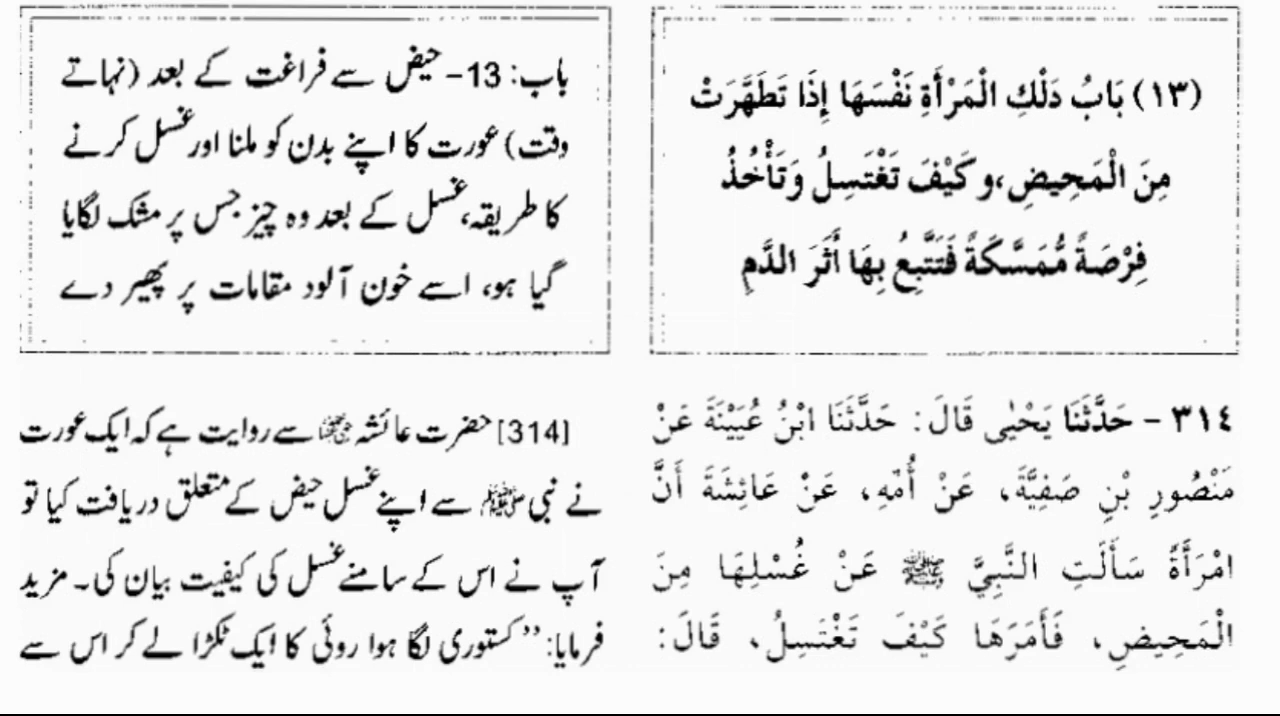 (١٣) بَابُ دَلْكِ الْمَرْأَةِ نَفْسَهَا إِذَا تَطَهَّرَتْ
مِنَ الْمَحِيضِ، و كَيْفَ تَغْتَسِلُ وَتَأْخُذُ
فِرْصَةً مُّمَسَّكَةً فَتَتَّبِعُ بِهَا أَثَرَ الدَّمِ
٣١٤ - حَدَّثَنَا يَحْيٰى قَالَ: حَدَّثَنَا ابْنُ عُيَيْنَةَ عَنْ
مَنْصُورِ بْنِ صَفِيَّةَ، عَنْ أُمِّهِ، عَنْ عَائِشَةَ أَنَّ
امْرَأَةً سَأَلَتِ النَّبِيَّ ﷺ عَنْ غُسْلِهَا مِنَ
الْمَحِيضِ، فَأَمَرَهَا كَيْفَ تَغْتَسِلُ، قَالَ:
باب: 13- حیض سے فراغت کے بعد (نہاتے
وقت) عورت کا اپنے بدن کو ملنا اور غسل کرنے
کا طریقہ، غسل کے بعد وہ چیز جس پر مشک لگایا
گیا ہو، اسے خون آلود مقامات پر پھیر دے
[314] حضرت عائشہ ؓ سے روایت ہے کہ ایک عورت
نے نبی ﷺ سے اپنے غسل حیض کے متعلق دریافت کیا تو
آپ نے اس کے سامنے غسل کی کیفیت بیان کی۔ مزید
فرمایا: ”کستوری لگا ہوا روئی کا ایک ٹکڑا لے کر اس سے